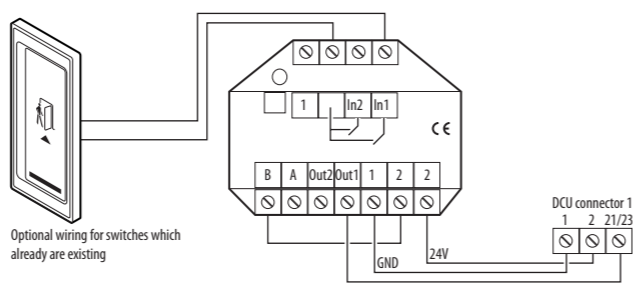 1 In2 In1
CE
B A Out2 Out1 1 2 2
DCU connector 1
1 2 21/23
Optional wiring for switches which
already are existing
GND
24V